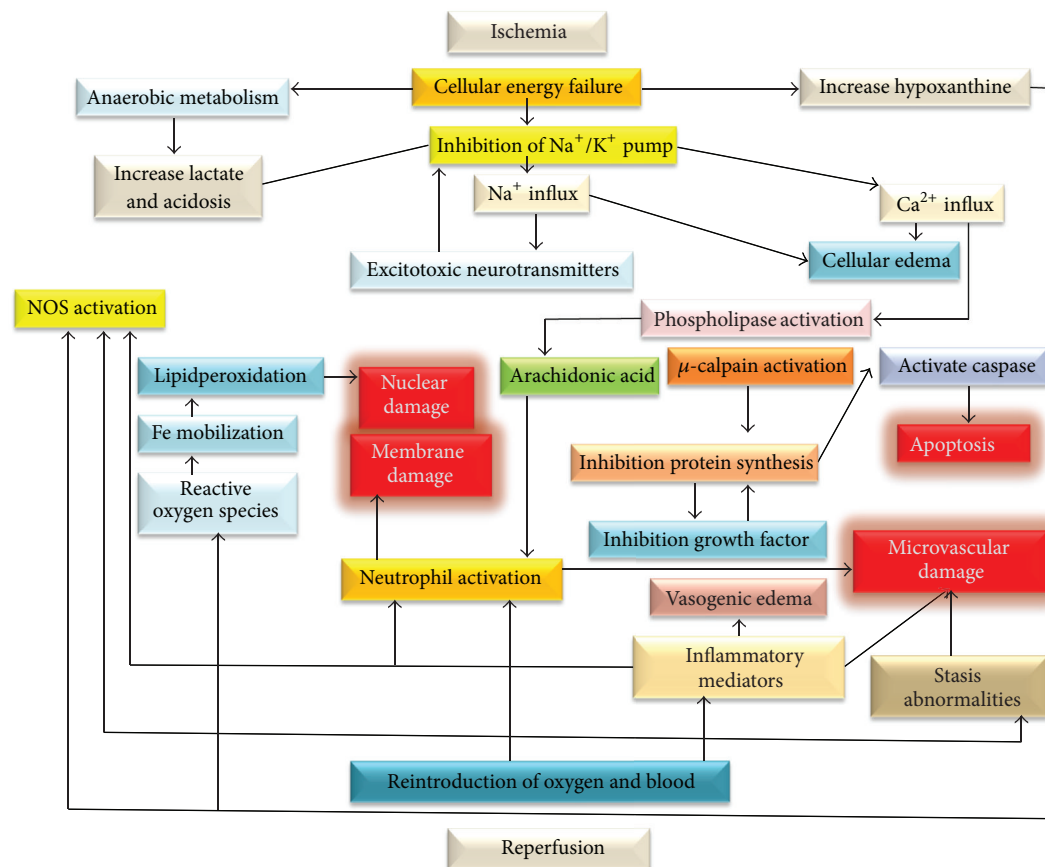 Ischemia
Cellular energy failure
Anaerobic metabolism
Increase hypoxanthine
Inhibition of Na⁺/K⁺ pump
Increase lactate
and acidosis
Na⁺ influx
Ca²⁺ influx
Excitotoxic neurotransmitters
Cellular edema
NOS activation
Phospholipase activation
Lipidperoxidation
Nuclear
damage
Arachidonic acid
μ-calpain activation
Activate caspase
Fe mobilization
Membrane
damage
Inhibition protein synthesis
Apoptosis
Reactive
oxygen species
Inhibition growth factor
Microvascular
damage
Neutrophil activation
Vasogenic edema
Inflammatory
mediators
Stasis
abnormalities
Reintroduction of oxygen and blood
Reperfusion